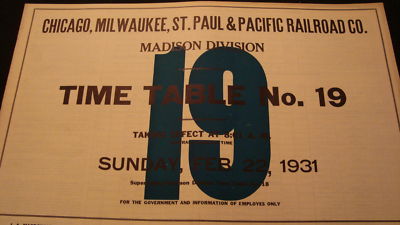 CHICAGO, MILWAUKEE, ST. PAUL & PACIFIC RAILROAD CO.
MADISON DIVISION
19
TIME TABLE No. 19
EFFECT AT
SUNDAY, FEB. 22, 1931
FOR THE GOVERNMENT AND INFORMATION OF EMPLOYES ONLY